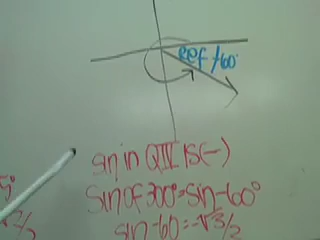 Ref/60°
sin in QIV is (-)
sin of 300° = sin -60°
sin -60 = -√3/2